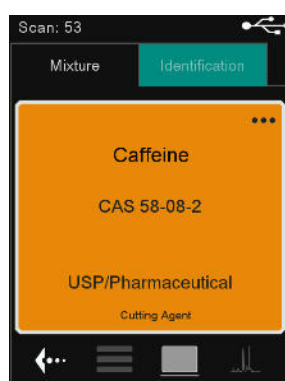 Scan: 53
Mixture
Identification
Caffeine
CAS 58-08-2
USP/Pharmaceutical
Cutting Agent